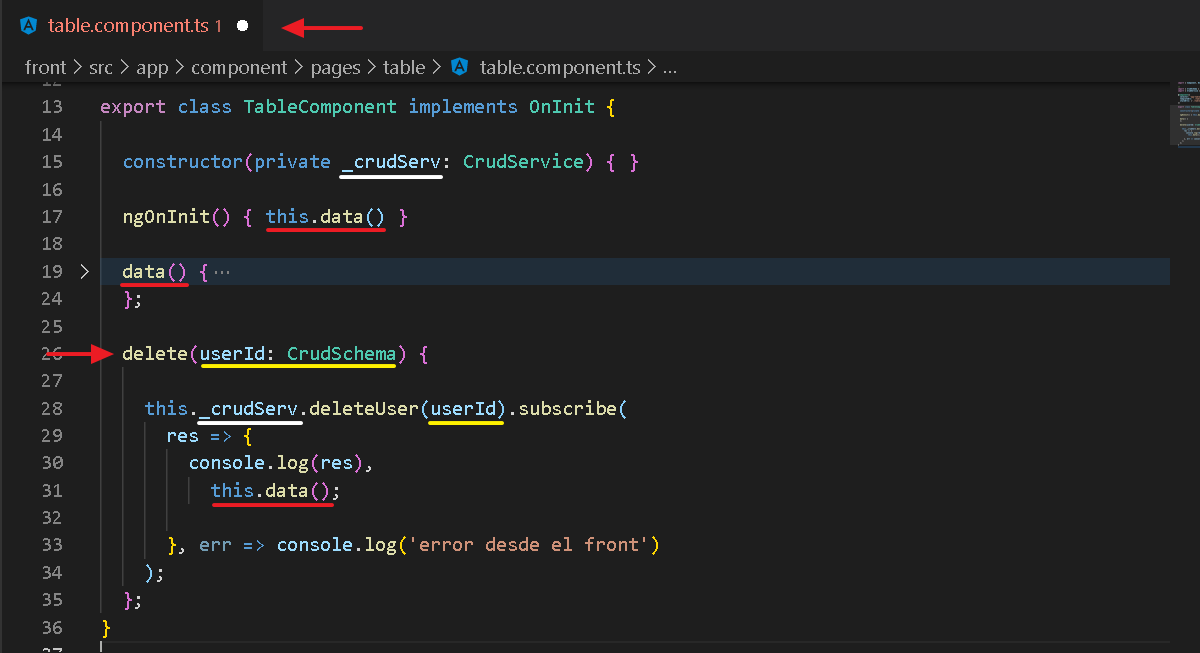 table.component.ts 1
front > src > app > component > pages > table > table.component.ts > ...
12
13 export class TableComponent implements OnInit {
14
15 constructor(private _crudServ: CrudService) { }
16
17 ngOnInit() { this.data() }
18
19 data() { ...
24 };
25
26 delete(userId: CrudSchema) {
27
28 this._crudServ.deleteUser(userId).subscribe(
29 res => {
30 console.log(res),
31 this.data();
32
33 }, err => console.log('error desde el front')
34 );
35 };
36 }
37